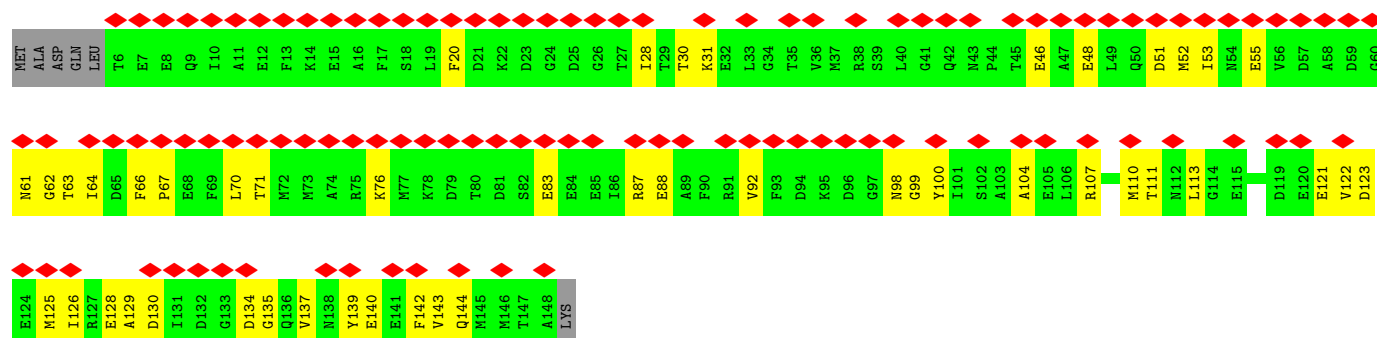 MET ALA ASP GLN LEU T6 E7 E8 Q9 I10 A11 E12 F13 K14 E15 A16 F17 S18 L19 F20 D21 K22 D23 G24 D25 G26 T27 I28 T29 T30 K31 E32 L33 G34 T35 V36 M37 R38 S39 L40 G41 Q42 N43 P44 T45 E46 A47 E48 L49 Q50 D51 M52 I53 N54 E55 V56 D57 A58 D59 G60
N61 G62 T63 I64 D65 F66 P67 E68 F69 L70 T71 M72 M73 A74 R75 K76 M77 K78 D79 T80 D81 S82 E83 E84 E85 I86 R87 E88 A89 F90 R91 V92 F93 D94 K95 D96 G97 N98 G99 Y100 I101 S102 A103 A104 E105 L106 R107 M110 T111 N112 L113 G114 E115 D119 E120 E121 V122 D123
E124 M125 I126 R127 E128 A129 D130 I131 D132 G133 D134 G135 Q136 V137 N138 Y139 E140 E141 F142 V143 Q144 M145 M146 T147 A148 LYS